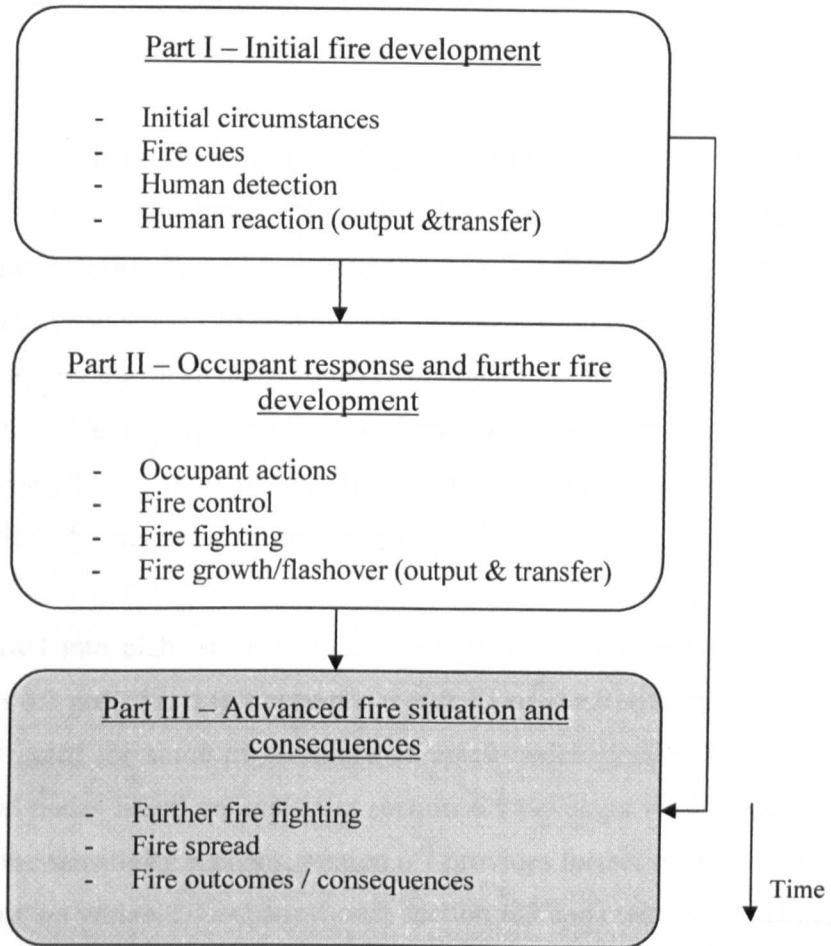 Part I – Initial fire development
- Initial circumstances
- Fire cues
- Human detection
- Human reaction (output &transfer)
Part II – Occupant response and further fire
development
- Occupant actions
- Fire control
- Fire fighting
- Fire growth/flashover (output & transfer)
Part III – Advanced fire situation and
consequences
- Further fire fighting
- Fire spread
- Fire outcomes / consequences
Time